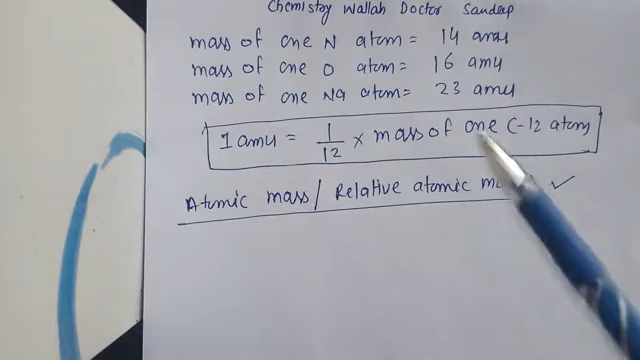 Chemistry Wallah Doctor Sandeep
mass of one N atom = 14 amu
mass of one O atom = 16 amu
mass of one Na atom = 23 amu
1 amu = 1/12 × mass of one C-12 atom
Atomic mass / Relative atomic ✓